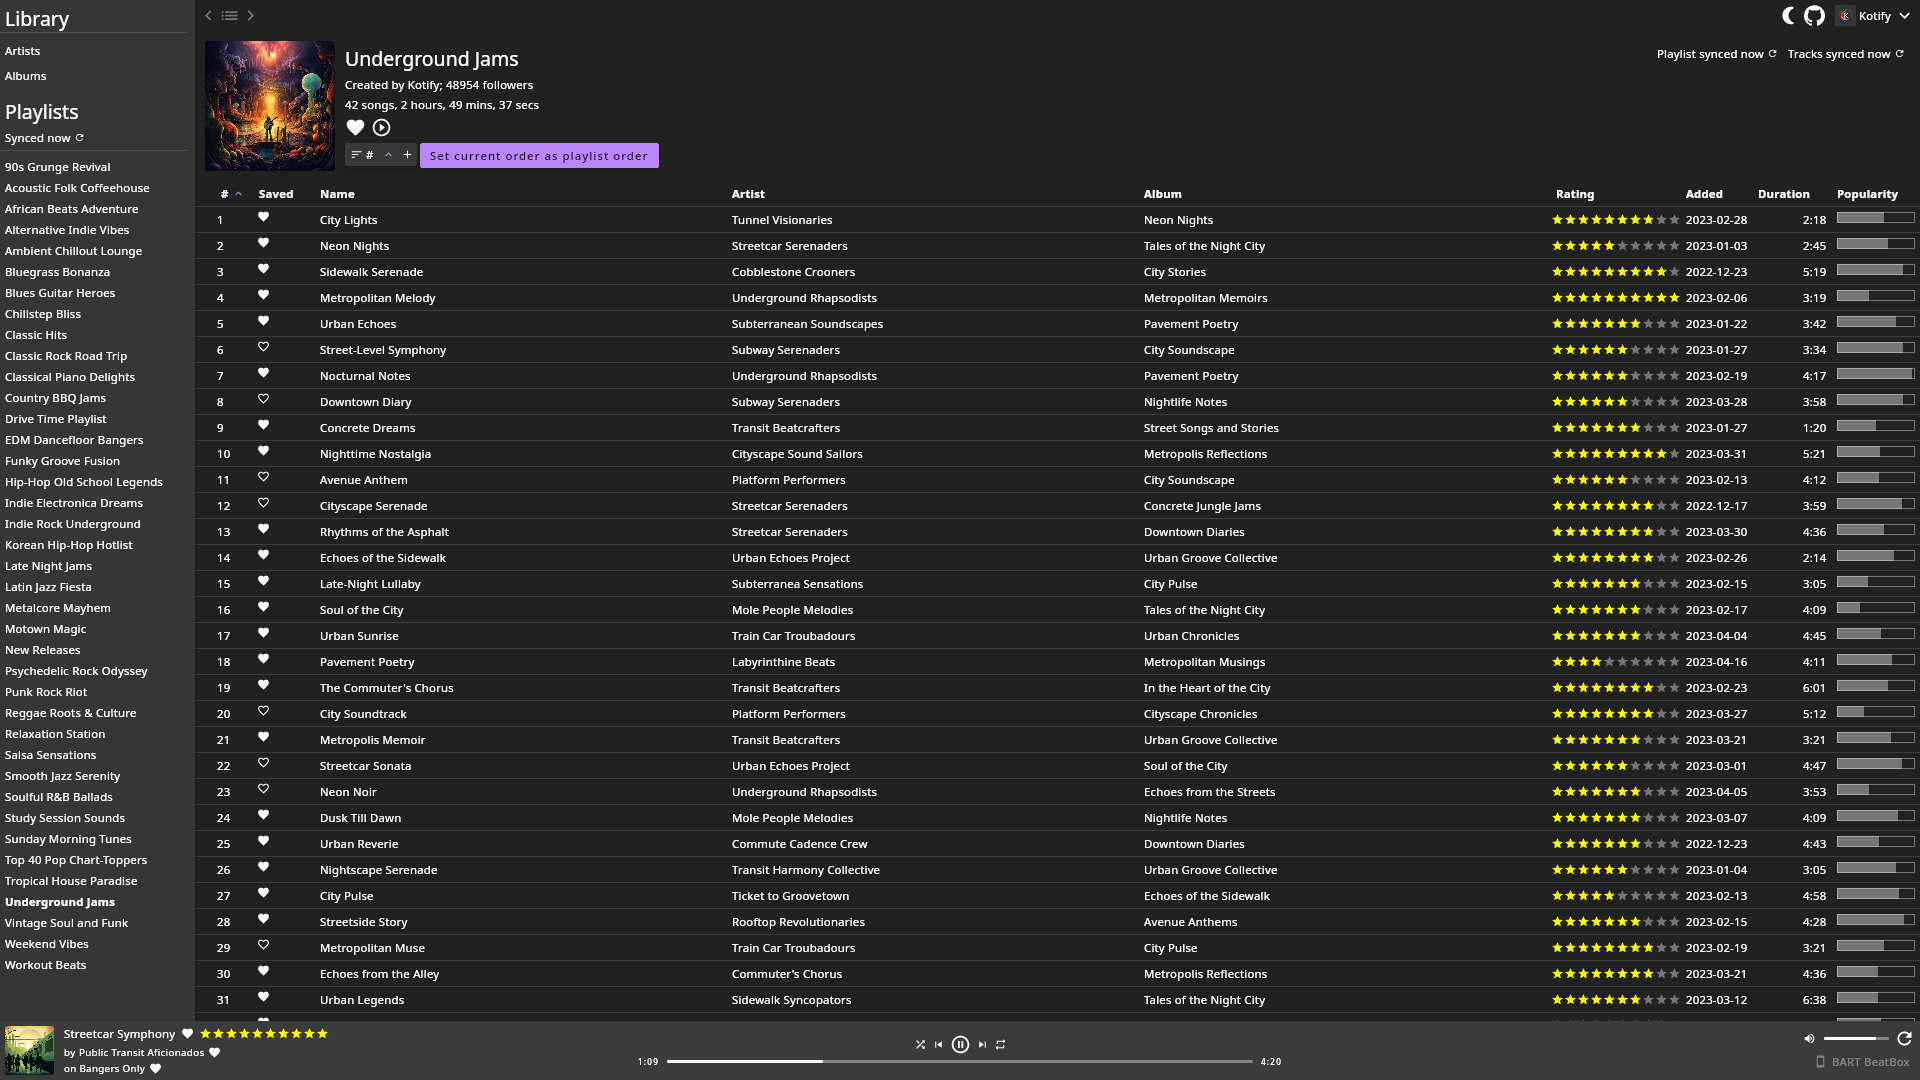 Library
Artists
Albums
Playlists
Synced now
90s Grunge Revival
Acoustic Folk Coffeehouse
African Beats Adventure
Alternative Indie Vibes
Ambient Chillout Lounge
Bluegrass Bonanza
Blues Guitar Heroes
Chillstep Bliss
Classic Hits
Classic Rock Road Trip
Classical Piano Delights
Country BBQ Jams
Drive Time Playlist
EDM Dancefloor Bangers
Funky Groove Fusion
Hip-Hop Old School Legends
Indie Electronica Dreams
Indie Rock Underground
Korean Hip-Hop Hotlist
Late Night Jams
Latin Jazz Fiesta
Metalcore Mayhem
Motown Magic
New Releases
Psychedelic Rock Odyssey
Punk Rock Riot
Reggae Roots & Culture
Relaxation Station
Salsa Sensations
Smooth Jazz Serenity
Soulful R&B Ballads
Study Session Sounds
Sunday Morning Tunes
Top 40 Pop Chart-Toppers
Tropical House Paradise
Underground Jams
Vintage Soul and Funk
Weekend Vibes
Workout Beats
Kotify
Playlist synced now Tracks synced now
Underground Jams
Created by Kotify; 48954 followers
42 songs, 2 hours, 49 mins, 37 secs
# + Set current order as playlist order
# Saved Name Artist Album Rating Added Duration Popularity
1 City Lights Tunnel Visionaries Neon Nights 2023-02-28 2:18
2 Neon Nights Streetcar Serenaders Tales of the Night City 2023-01-03 2:45
3 Sidewalk Serenade Cobblestone Crooners City Stories 2022-12-23 5:19
4 Metropolitan Melody Underground Rhapsodists Metropolitan Memoirs 2023-02-06 3:19
5 Urban Echoes Subterranean Soundscapes Pavement Poetry 2023-01-22 3:42
6 Street-Level Symphony Subway Serenaders City Soundscape 2023-01-27 3:34
7 Nocturnal Notes Underground Rhapsodists Pavement Poetry 2023-02-19 4:17
8 Downtown Diary Subway Serenaders Nightlife Notes 2023-03-28 3:58
9 Concrete Dreams Transit Beatcrafters Street Songs and Stories 2023-01-27 1:20
10 Nighttime Nostalgia Cityscape Sound Sailors Metropolis Reflections 2023-03-31 5:21
11 Avenue Anthem Platform Performers City Soundscape 2023-02-13 4:12
12 Cityscape Serenade Streetcar Serenaders Concrete Jungle Jams 2022-12-17 3:59
13 Rhythms of the Asphalt Streetcar Serenaders Downtown Diaries 2023-03-30 4:36
14 Echoes of the Sidewalk Urban Echoes Project Urban Groove Collective 2023-02-26 2:14
15 Late-Night Lullaby Subterranea Sensations City Pulse 2023-02-15 3:05
16 Soul of the City Mole People Melodies Tales of the Night City 2023-02-17 4:09
17 Urban Sunrise Train Car Troubadours Urban Chronicles 2023-04-04 4:45
18 Pavement Poetry Labyrinthine Beats Metropolitan Musings 2023-04-16 4:11
19 The Commuter's Chorus Transit Beatcrafters In the Heart of the City 2023-02-23 6:01
20 City Soundtrack Platform Performers Cityscape Chronicles 2023-03-27 5:12
21 Metropolis Memoir Transit Beatcrafters Urban Groove Collective 2023-03-21 3:21
22 Streetcar Sonata Urban Echoes Project Soul of the City 2023-03-01 4:47
23 Neon Noir Underground Rhapsodists Echoes from the Streets 2023-04-05 3:53
24 Dusk Till Dawn Mole People Melodies Nightlife Notes 2023-03-07 4:09
25 Urban Reverie Commute Cadence Crew Downtown Diaries 2022-12-23 4:43
26 Nightscape Serenade Transit Harmony Collective Urban Groove Collective 2023-01-04 3:05
27 City Pulse Ticket to Groovetown Echoes of the Sidewalk 2023-02-13 4:58
28 Streetside Story Rooftop Revolutionaries Avenue Anthems 2023-02-15 4:28
29 Metropolitan Muse Train Car Troubadours City Pulse 2023-02-19 3:21
30 Echoes from the Alley Commuter's Chorus Metropolis Reflections 2023-03-21 4:36
31 Urban Legends Sidewalk Syncopators Tales of the Night City 2023-03-12 6:38
Streetcar Symphony
by Public Transit Aficionados
on Bangers Only
1:09 4:20
BART BeatBox